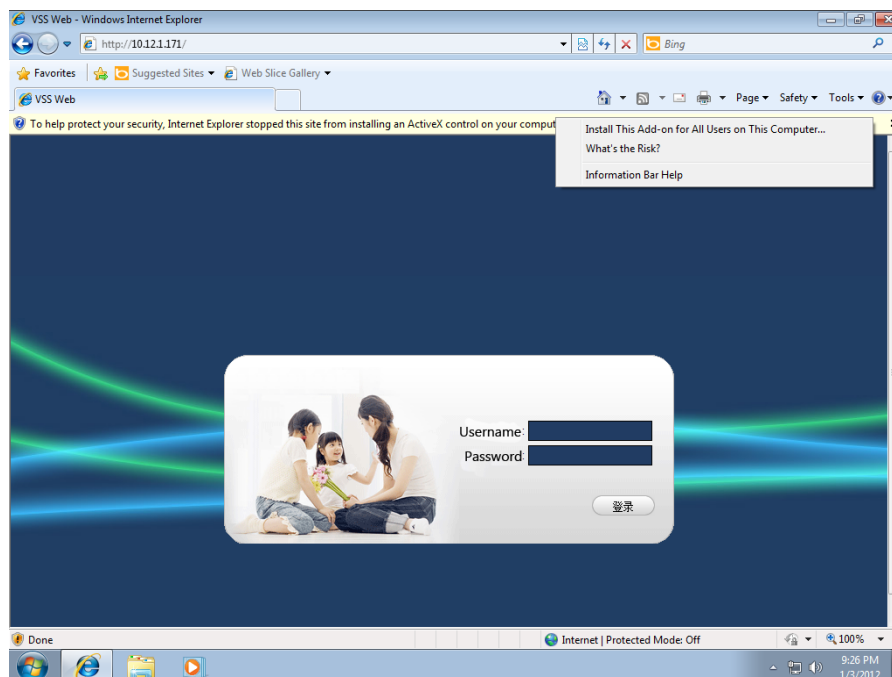 VSS Web - Windows Internet Explorer
http://10.12.1.171/
Bing
Favorites Suggested Sites Web Slice Gallery
VSS Web
Page Safety Tools
To help protect your security, Internet Explorer stopped this site from installing an ActiveX control on your comput
Install This Add-on for All Users on This Computer...
What's the Risk?
Information Bar Help
Username:
Password:
登录
Done
Internet | Protected Mode: Off
100%
9:26 PM
1/3/2012